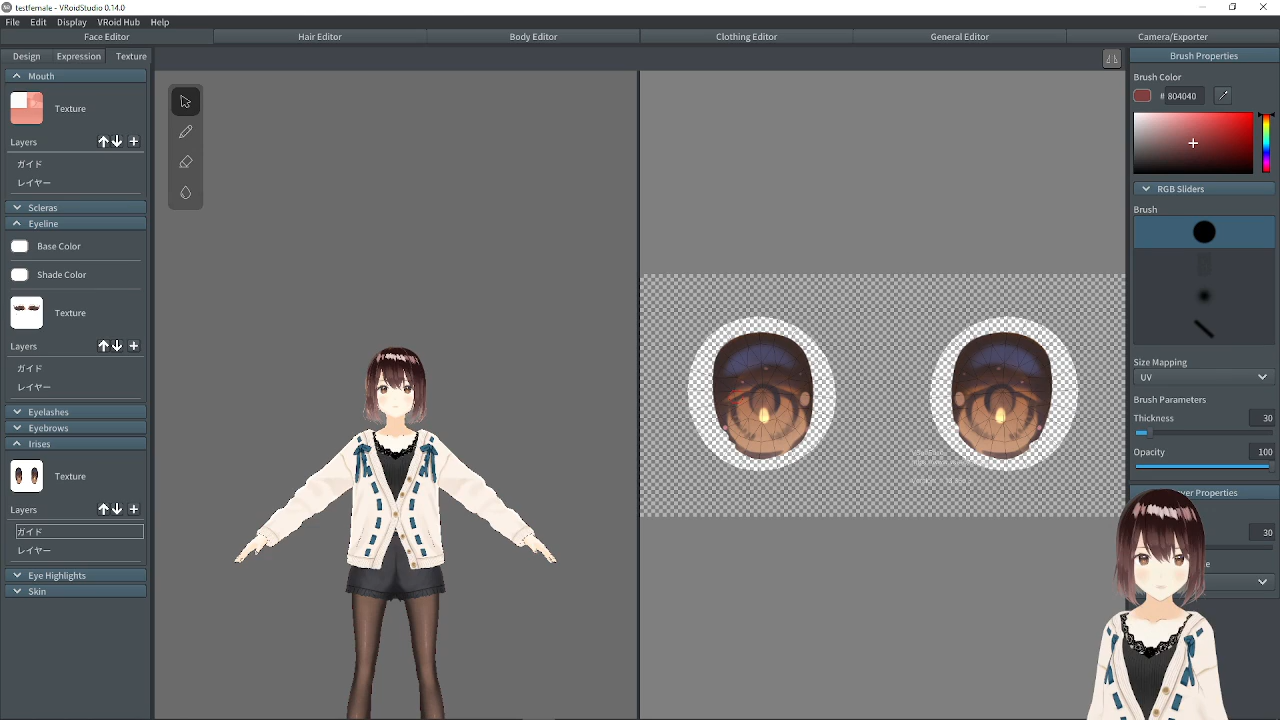 testfemale - VRoidStudio 0.14.0
File Edit Display VRoid Hub Help
Face Editor Hair Editor Body Editor Clothing Editor General Editor Camera/Exporter
Design Expression Texture
Mouth
Texture
Layers
ガイド
レイヤー
Scleras
Eyeline
Base Color
Shade Color
Texture
Layers
ガイド
レイヤー
Eyelashes
Eyebrows
Irises
Texture
Layers
ガイド
レイヤー
Eye Highlights
Skin
Brush Properties
Brush Color
# 804040
RGB Sliders
Brush
Size Mapping
UV
Brush Parameters
Thickness 30
Opacity 100
Properties
30